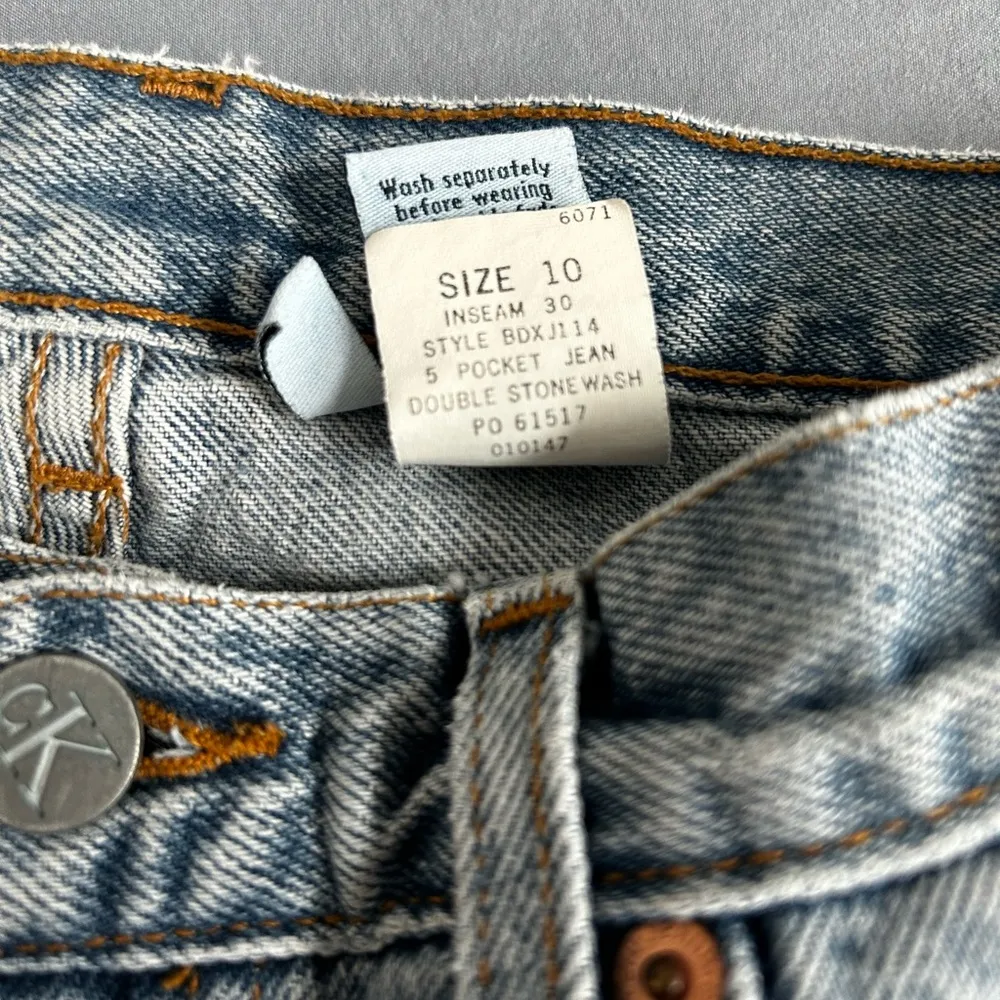 Wash separately
before wearing
6071
SIZE 10
INSEAM 30
STYLE BDXJ114
5 POCKET JEAN
DOUBLE STONEWASH
PO 61517
010147
CK